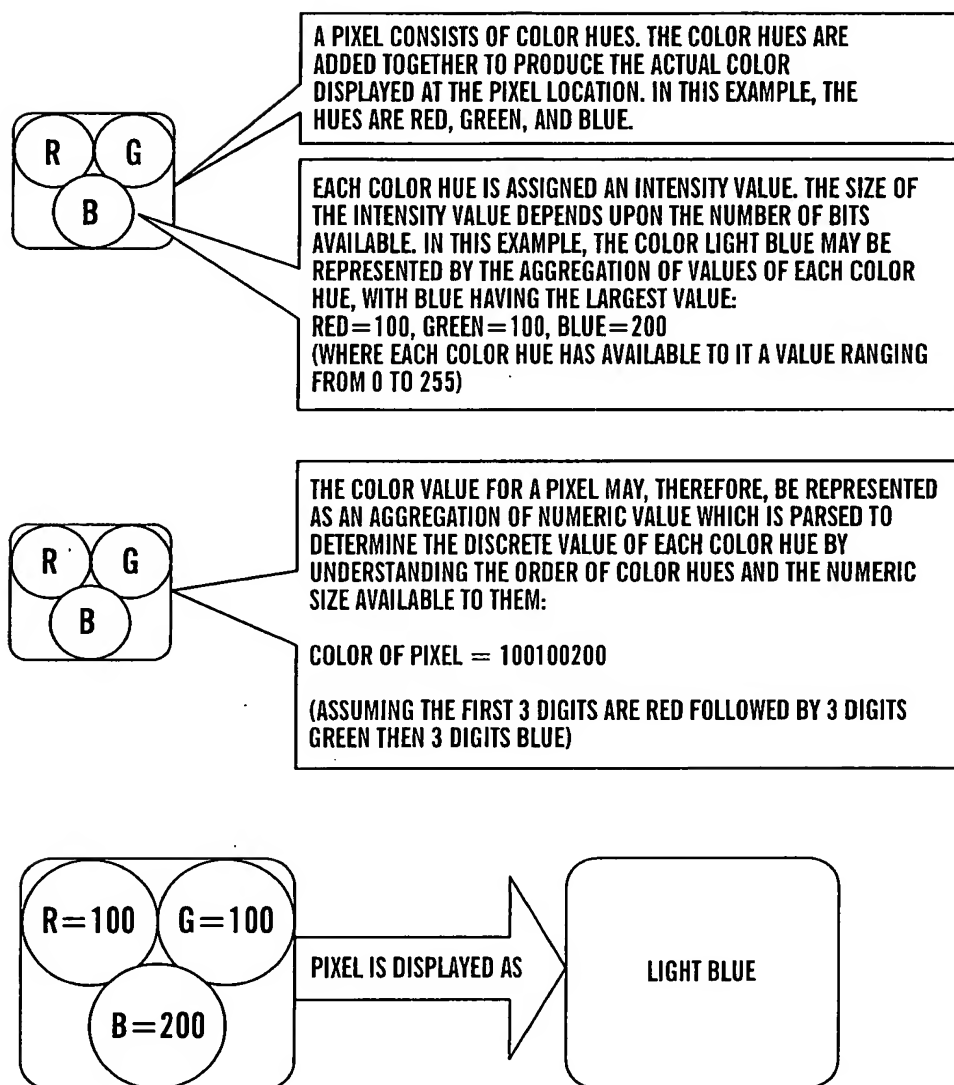 A PIXEL CONSISTS OF COLOR HUES. THE COLOR HUES ARE
ADDED TOGETHER TO PRODUCE THE ACTUAL COLOR
DISPLAYED AT THE PIXEL LOCATION. IN THIS EXAMPLE, THE
HUES ARE RED, GREEN, AND BLUE.
R G
B
EACH COLOR HUE IS ASSIGNED AN INTENSITY VALUE. THE SIZE OF
THE INTENSITY VALUE DEPENDS UPON THE NUMBER OF BITS
AVAILABLE. IN THIS EXAMPLE, THE COLOR LIGHT BLUE MAY BE
REPRESENTED BY THE AGGREGATION OF VALUES OF EACH COLOR
HUE, WITH BLUE HAVING THE LARGEST VALUE:
RED=100, GREEN=100, BLUE=200
(WHERE EACH COLOR HUE HAS AVAILABLE TO IT A VALUE RANGING
FROM 0 TO 255)
THE COLOR VALUE FOR A PIXEL MAY, THEREFORE, BE REPRESENTED
AS AN AGGREGATION OF NUMERIC VALUE WHICH IS PARSED TO
DETERMINE THE DISCRETE VALUE OF EACH COLOR HUE BY
UNDERSTANDING THE ORDER OF COLOR HUES AND THE NUMERIC
SIZE AVAILABLE TO THEM:
COLOR OF PIXEL = 100100200
(ASSUMING THE FIRST 3 DIGITS ARE RED FOLLOWED BY 3 DIGITS
GREEN THEN 3 DIGITS BLUE)
R G
B
R=100 G=100
B=200
PIXEL IS DISPLAYED AS
LIGHT BLUE